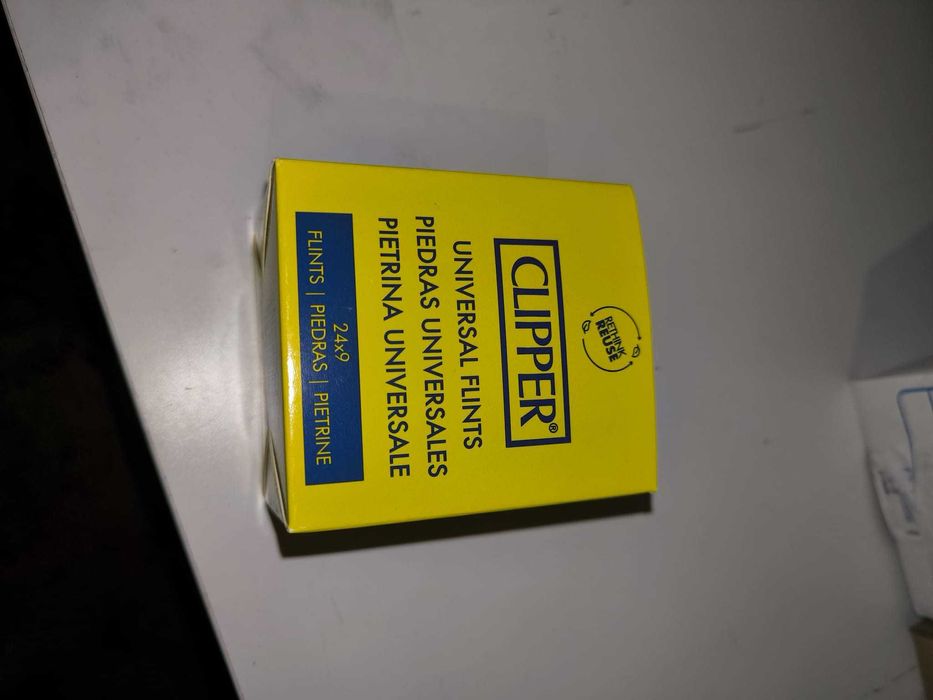 RETHINK
REUSE
CLIPPER®
UNIVERSAL FLINTS
PIEDRAS UNIVERSALES
PIETRINA UNIVERSALE
24x9
FLINTS | PIEDRAS | PIETRINE